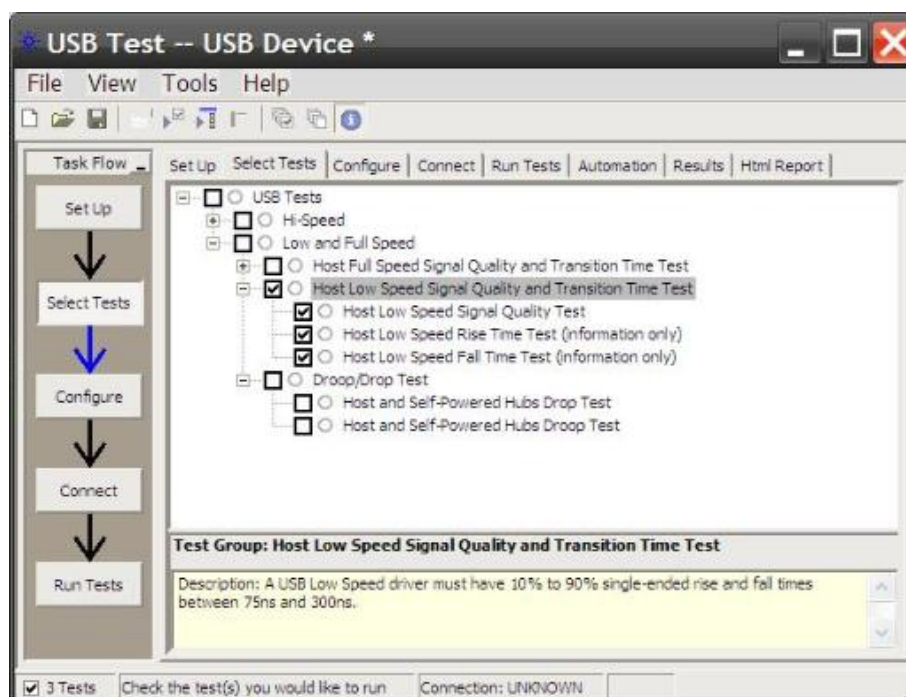 USB Test -- USB Device *
File View Tools Help
Task Flow
Set Up
Select Tests
Configure
Connect
Run Tests
Set Up Select Tests Configure Connect Run Tests Automation Results Html Report
USB Tests
Hi-Speed
Low and Full Speed
Host Full Speed Signal Quality and Transition Time Test
Host Low Speed Signal Quality and Transition Time Test
Host Low Speed Signal Quality Test
Host Low Speed Rise Time Test (information only)
Host Low Speed Fall Time Test (information only)
Droop/Drop Test
Host and Self-Powered Hubs Drop Test
Host and Self-Powered Hubs Droop Test
Test Group: Host Low Speed Signal Quality and Transition Time Test
Description: A USB Low Speed driver must have 10% to 90% single-ended rise and fall times
between 75ns and 300ns.
3 Tests Check the test(s) you would like to run Connection: UNKNOWN